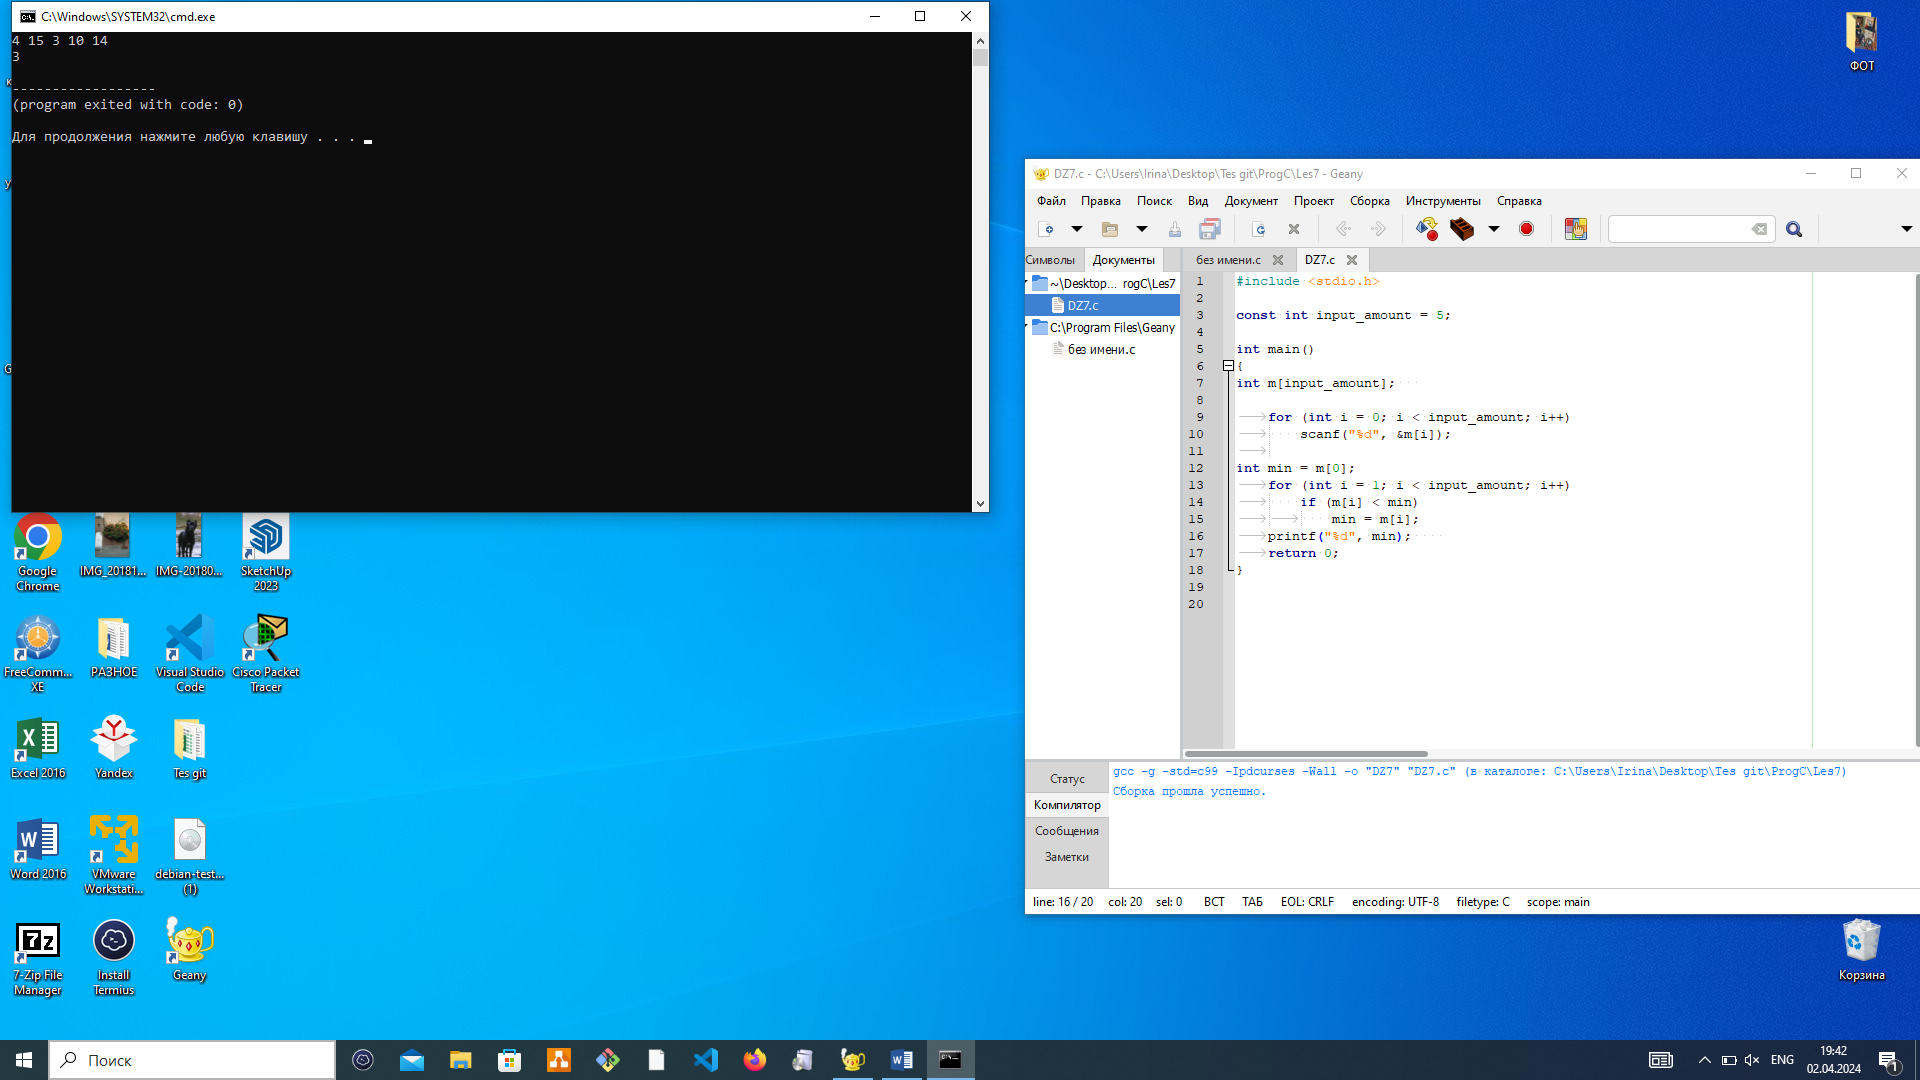 C:\Windows\SYSTEM32\cmd.exe
4 15 3 10 14
3
------------------
(program exited with code: 0)
Для продолжения нажмите любую клавишу . . .
ФОТ
DZ7.c - C:\Users\Irina\Desktop\Tes git\ProgC\Les7 - Geany
Файл Правка Поиск Вид Документ Проект Сборка Инструменты Справка
Символы Документы
~\Desktop... rogC\Les7
DZ7.c
C:\Program Files\Geany
без имени.c
без имени.c DZ7.c
1 #include <stdio.h>
2
3 const int input_amount = 5;
4
5 int main()
6 {
7 int m[input_amount];
8
9 for (int i = 0; i < input_amount; i++)
10 scanf("%d", &m[i]);
11
12 int min = m[0];
13 for (int i = 1; i < input_amount; i++)
14 if (m[i] < min)
15 min = m[i];
16 printf("%d", min);
17 return 0;
18 }
19
20
Статус
Компилятор
Сообщения
Заметки
gcc -g -std=c99 -Ipdcurses -Wall -o "DZ7" "DZ7.c" (в каталоге: C:\Users\Irina\Desktop\Tes git\ProgC\Les7)
Сборка прошла успешно.
line: 16 / 20 col: 20 sel: 0 ВСТ ТАБ EOL: CRLF encoding: UTF-8 filetype: C scope: main
Google Chrome
IMG_20181...
IMG-20180...
SketchUp 2023
FreeComm... XE
РАЗНОЕ
Visual Studio Code
Cisco Packet Tracer
Excel 2016
Yandex
Tes git
Word 2016
VMware Workstati...
debian-test... (1)
7-Zip File Manager
Install Termius
Geany
Корзина
Поиск
ENG
19:42
02.04.2024
1